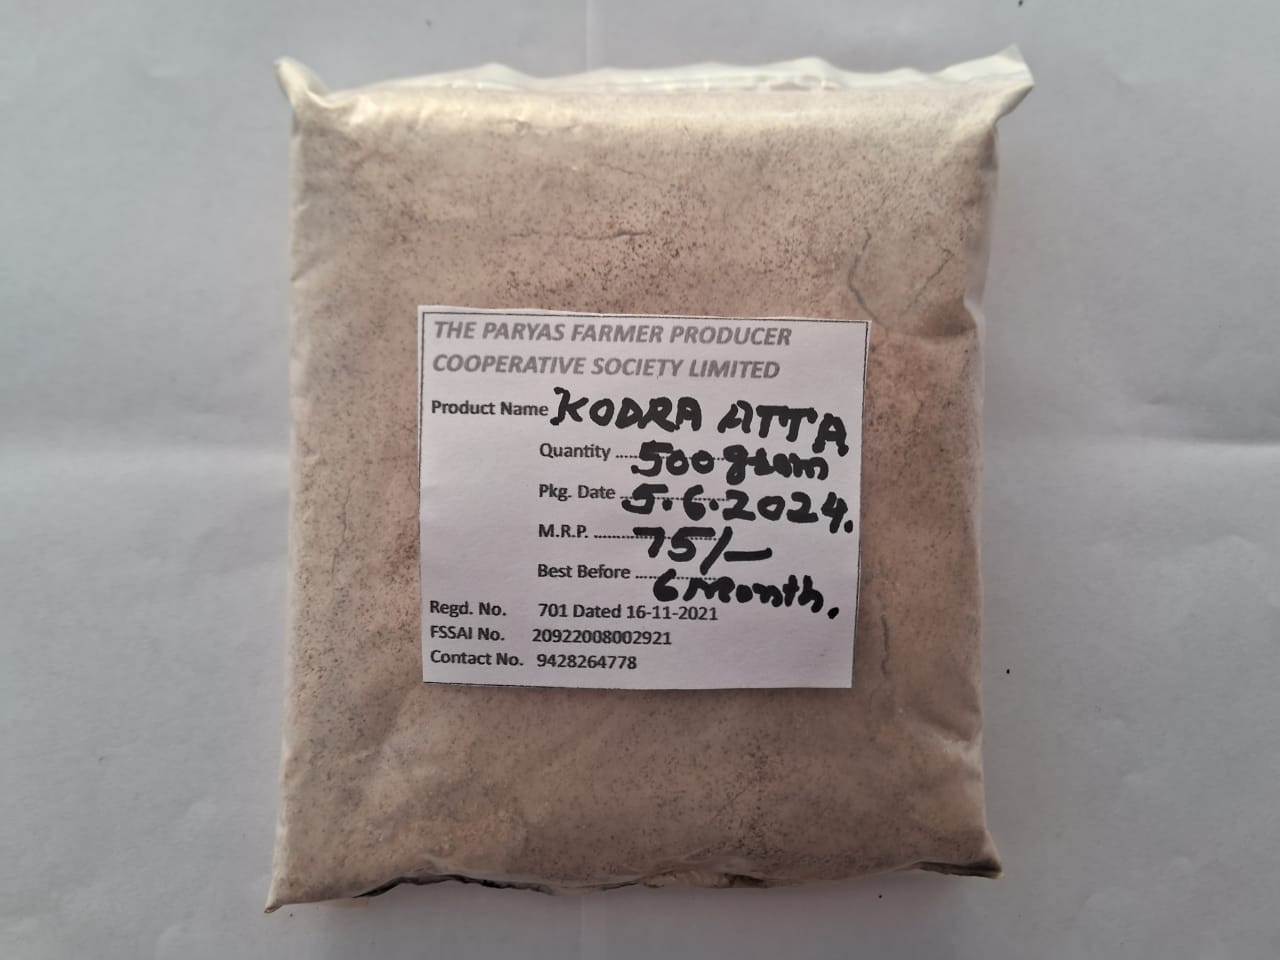 THE PARYAS FARMER PRODUCER
COOPERATIVE SOCIETY LIMITED
Product Name KODRA ATTA
Quantity ..... 500 gram
Pkg. Date ..... 5.6.2024.
M.R.P. ..... 75/-
Best Before ..... 6 Month.
Regd. No. 701 Dated 16-11-2021
FSSAI No. 20922008002921
Contact No. 9428264778